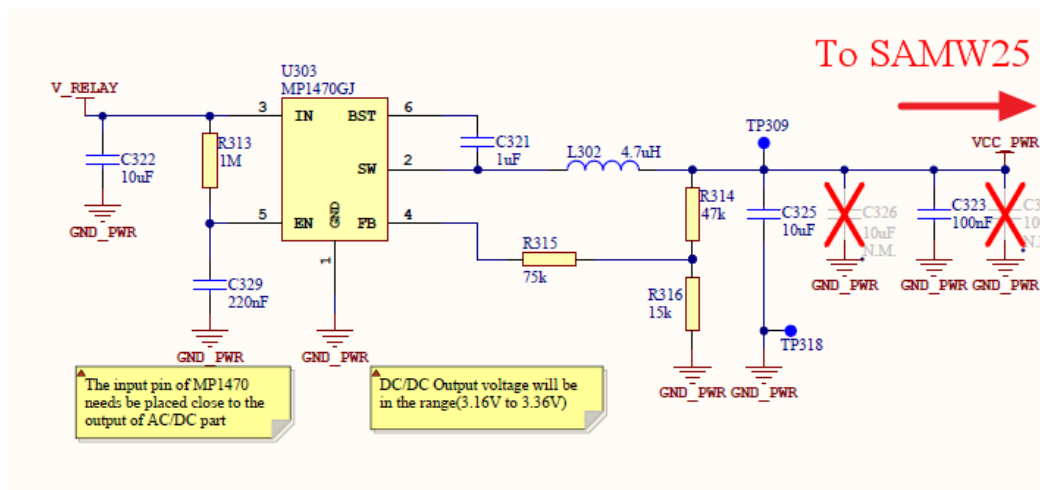 To SAMW25
U303
MP1470GJ
V_RELAY
3 IN BST 6
R313
1M
C322
10uF
GND_PWR
SW 2
C321
1uF
L302 4.7uH
TP309
VCC_PWR
5 EN GND FB 4
1
R314
47k
C325
10uF
C326
10uF
N.M.
C323
100nF
R315
75k
R316
15k
C329
220nF
GND_PWR
GND_PWR
GND_PWR GND_PWR GND_PWR
TP318
GND_PWR GND_PWR
The input pin of MP1470
needs be placed close to the
output of AC/DC part
DC/DC Output voltage will be
in the range(3.16V to 3.36V)